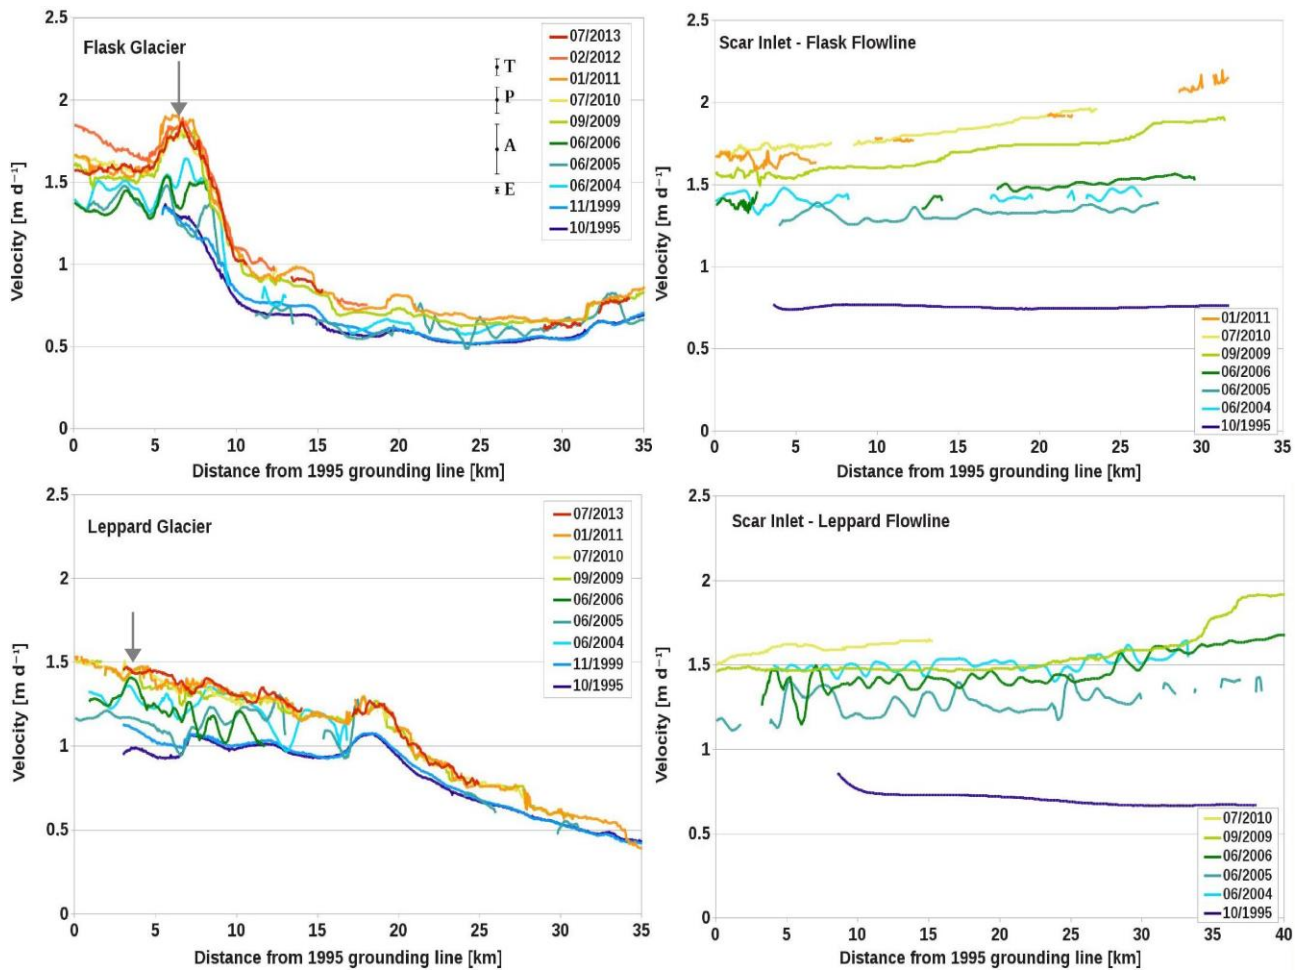 Flask Glacier
Velocity [m d⁻¹]
2.5
2
1.5
1
0.5
0
0 5 10 15 20 25 30 35
Distance from 1995 grounding line [km]
T
P
A
E
07/2013
02/2012
01/2011
07/2010
09/2009
06/2006
06/2005
06/2004
11/1999
10/1995
Scar Inlet - Flask Flowline
Velocity [m d⁻¹]
2.5
2
1.5
1
0.5
0
0 5 10 15 20 25 30 35
Distance from 1995 grounding line [km]
01/2011
07/2010
09/2009
06/2006
06/2005
06/2004
10/1995
Leppard Glacier
Velocity [m d⁻¹]
2.5
2
1.5
1
0.5
0
0 5 10 15 20 25 30 35
Distance from 1995 grounding line [km]
07/2013
01/2011
07/2010
09/2009
06/2006
06/2005
06/2004
11/1999
10/1995
Scar Inlet - Leppard Flowline
Velocity [m d⁻¹]
2.5
2
1.5
1
0.5
0
0 5 10 15 20 25 30 35 40
Distance from 1995 grounding line [km]
07/2010
09/2009
06/2006
06/2005
06/2004
10/1995